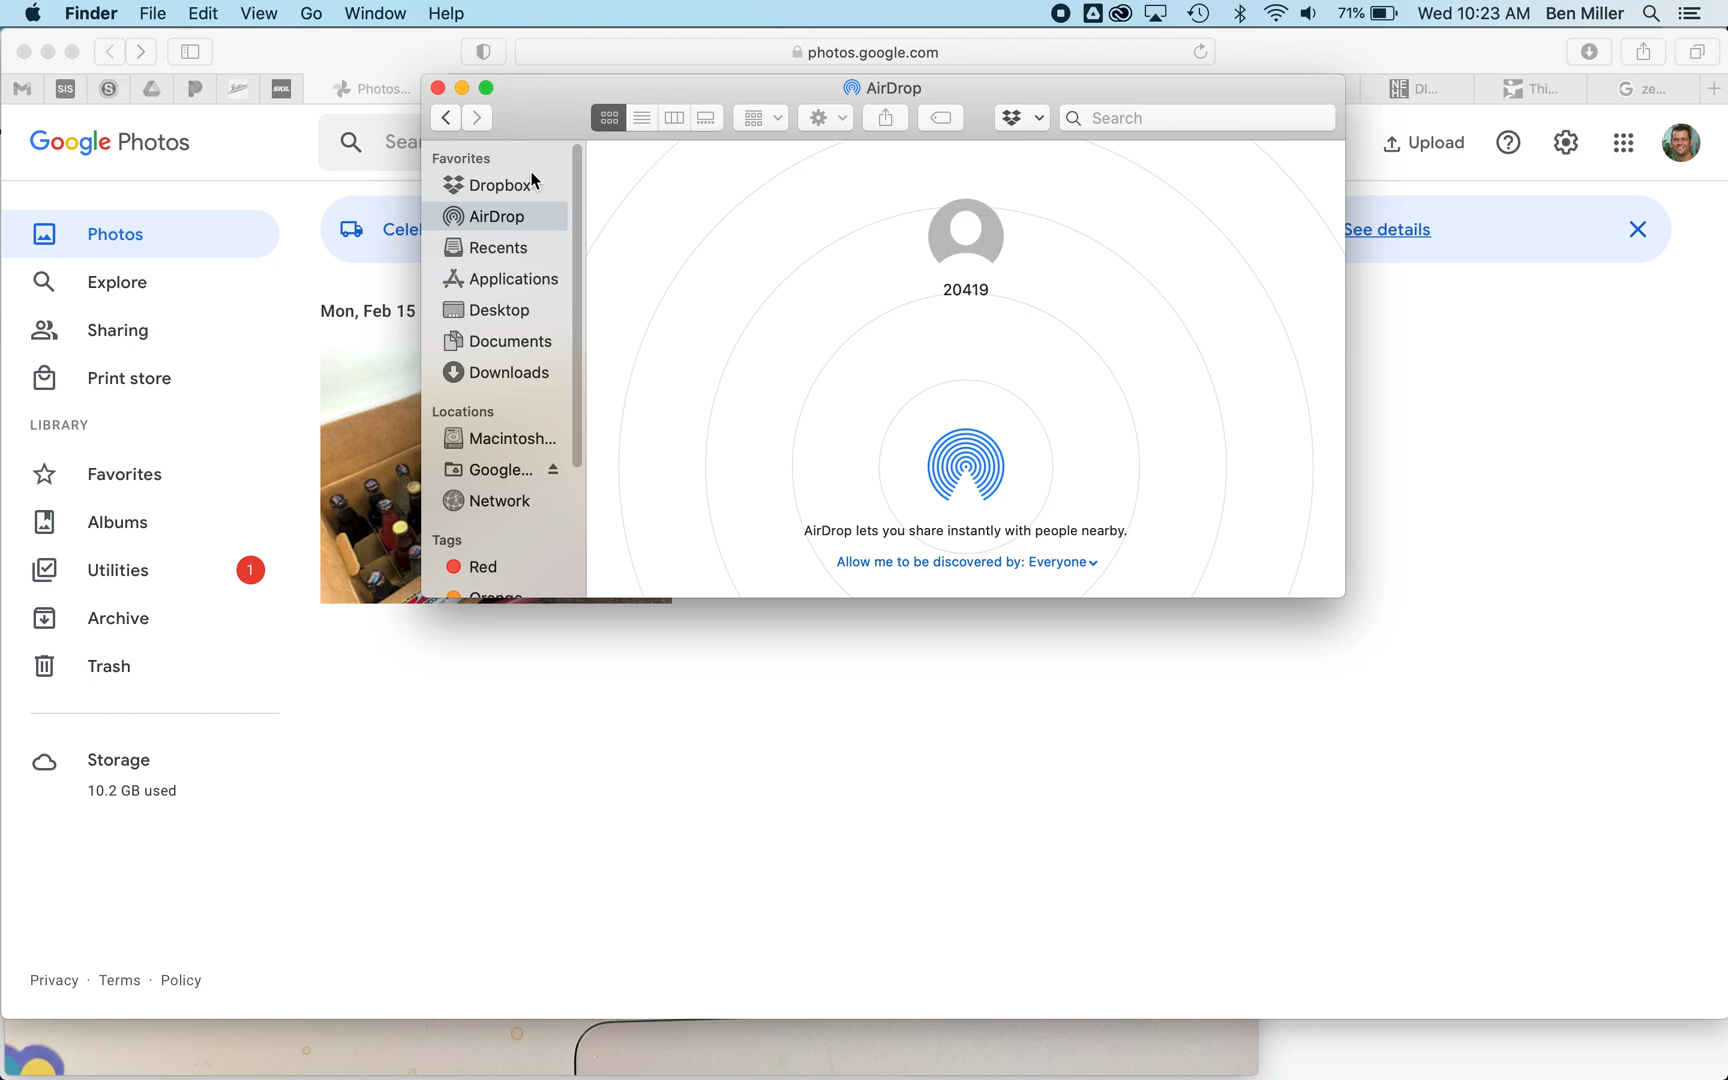 Finder File Edit View Go Window Help 71% Wed 10:23 AM Ben Miller
photos.google.com
SIS S SKIL Photos... DI... Thi... G ze...
AirDrop
Search
Google Photos
Upload
Favorites
Dropbox
AirDrop
Recents
Applications
Desktop
Documents
Downloads
Locations
Macintosh...
Google...
Network
Tags
Red
20419
AirDrop lets you share instantly with people nearby.
Allow me to be discovered by: Everyone
See details
Mon, Feb 15
Photos
Explore
Sharing
Print store
LIBRARY
Favorites
Albums
Utilities 1
Archive
Trash
Storage
10.2 GB used
Privacy · Terms · Policy